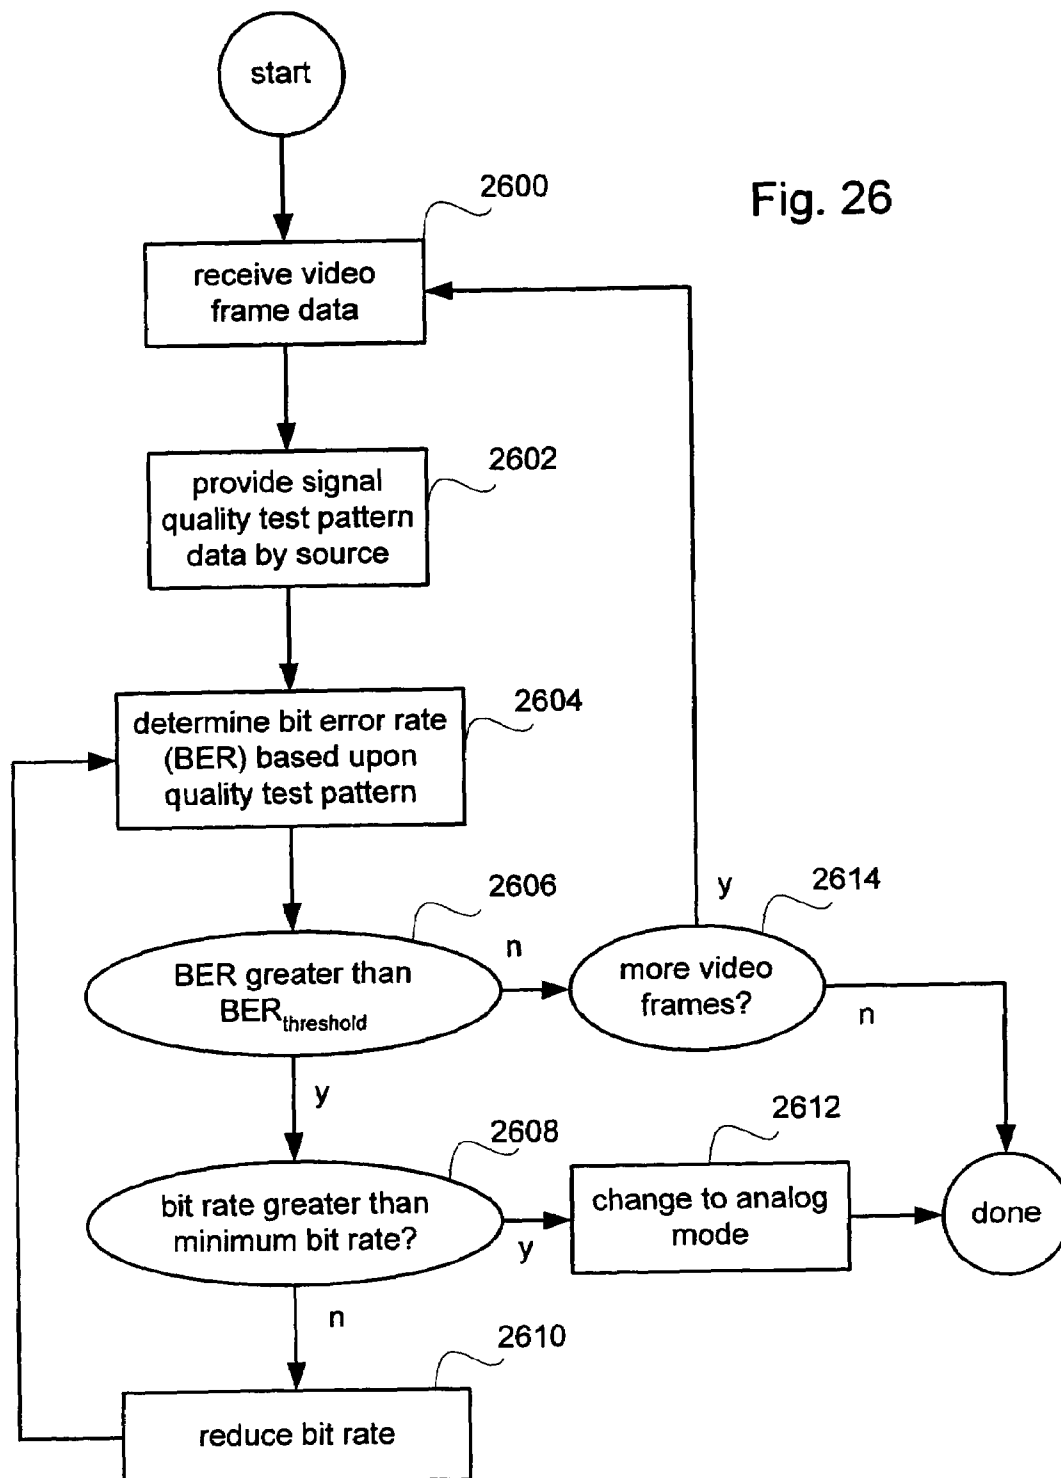 start
Fig. 26
2600
receive video
frame data
2602
provide signal
quality test pattern
data by source
2604
determine bit error rate
(BER) based upon
quality test pattern
2606
BER greater than
BERthreshold
n
y
2614
more video
frames?
y
n
2608
bit rate greater than
minimum bit rate?
y
n
2612
change to analog
mode
done
2610
reduce bit rate